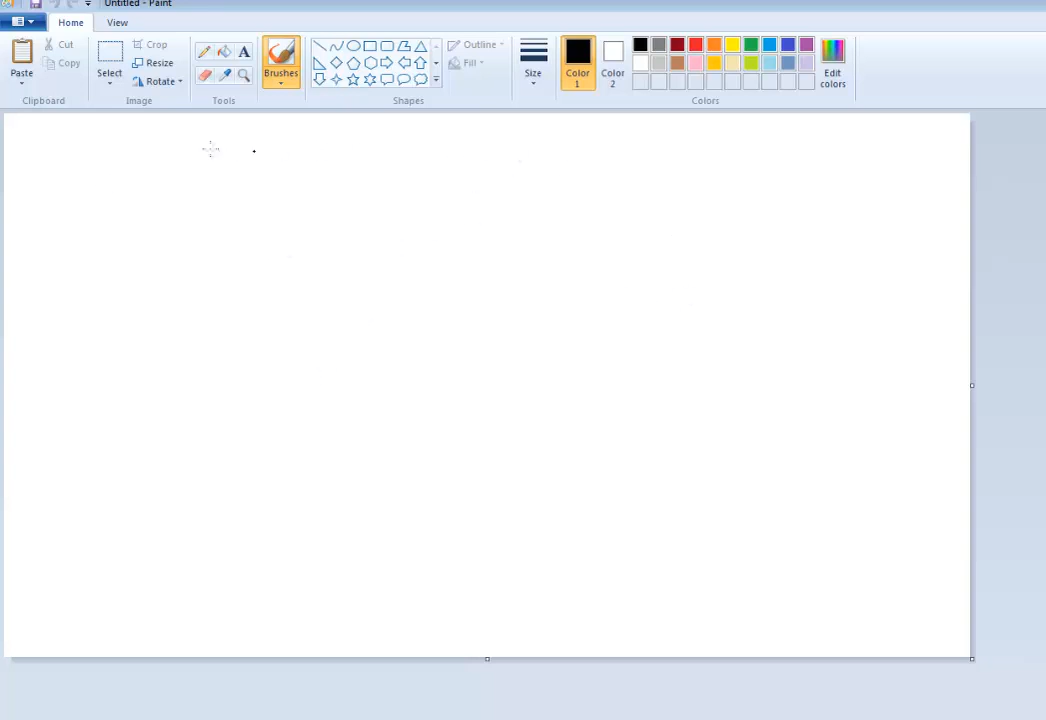 Untitled - Paint
Home View
Paste
Cut
Copy
Clipboard
Select
Crop
Resize
Rotate
Image
A
Tools
Brushes
Outline
Fill
Shapes
Size
Color 1
Color 2
Edit colors
Colors